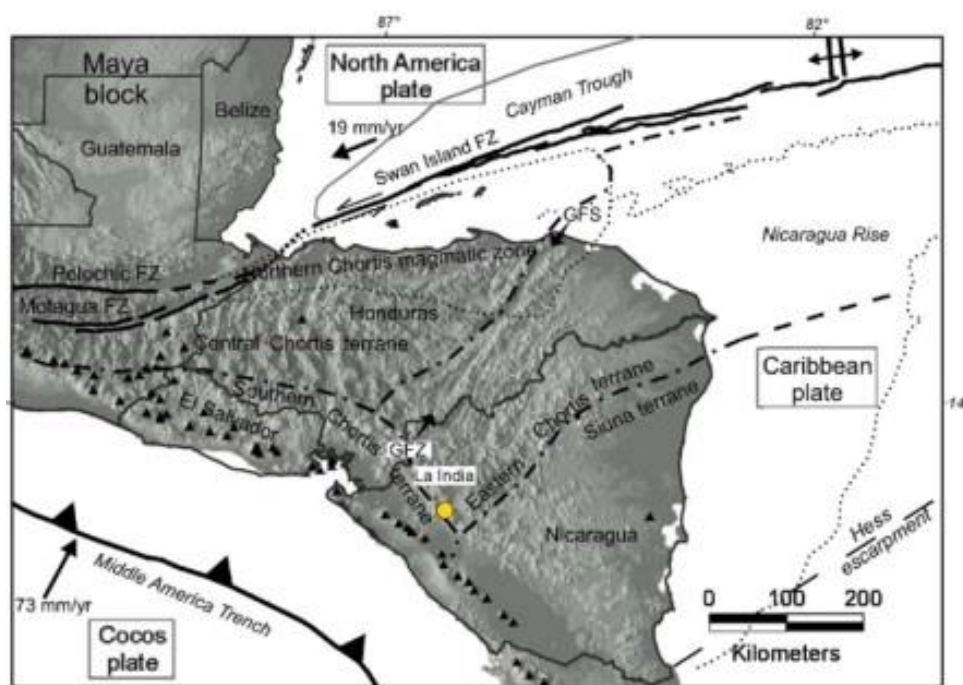 87°
82°
Maya
block
North America
plate
Belize
Cayman Trough
19 mm/yr
Guatemala
Swan Island FZ
GFS
Nicaragua Rise
Northern Chortis magmatic zone
Polochic FZ
Motagua FZ
Honduras
Central Chortis terrane
Caribbean
plate
14
Southern Chortis terrane
El Salvador
Eastern Chortis terrane
Siuna terrane
GFZ
La India
Nicaragua
Hess
escarpment
73 mm/yr
Middle America Trench
Cocos
plate
0 100 200
Kilometers